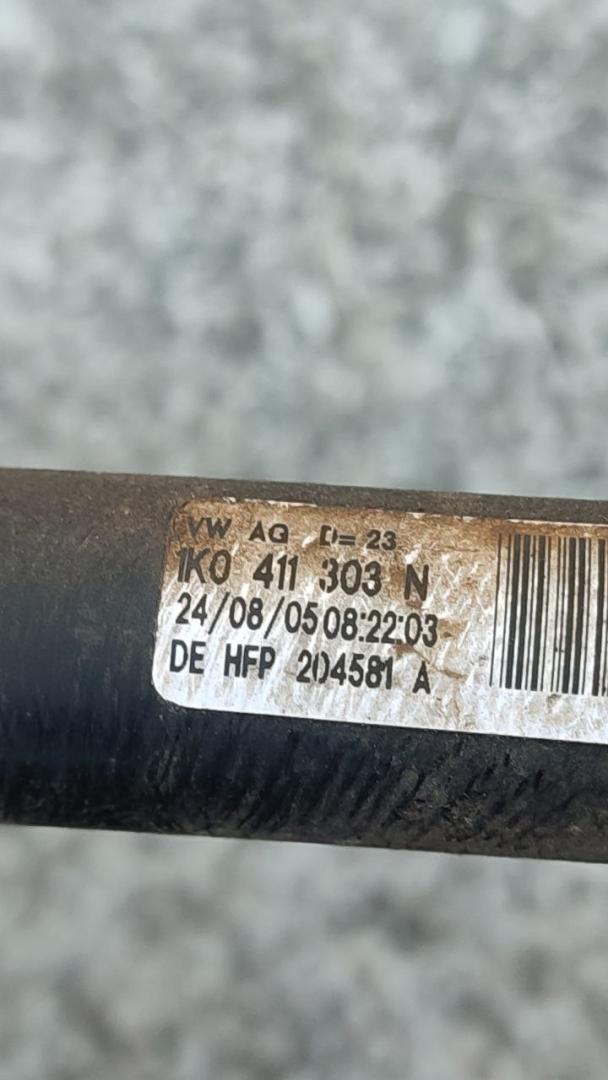 VW AG D= 23
1K0 411 303 N
24/08/05 08:22:03
DE HFP 204581 A